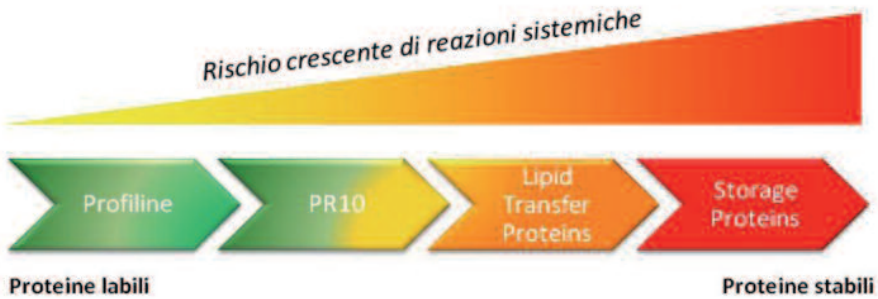 Rischio crescente di reazioni sistemiche
Profiline
PR10
Lipid
Transfer
Proteins
Storage
Proteins
Proteine labili
Proteine stabili